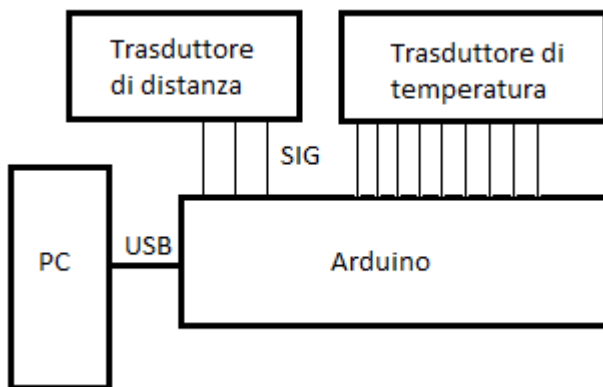 Trasduttore
di distanza
Trasduttore di
temperatura
SIG
PC
USB
Arduino